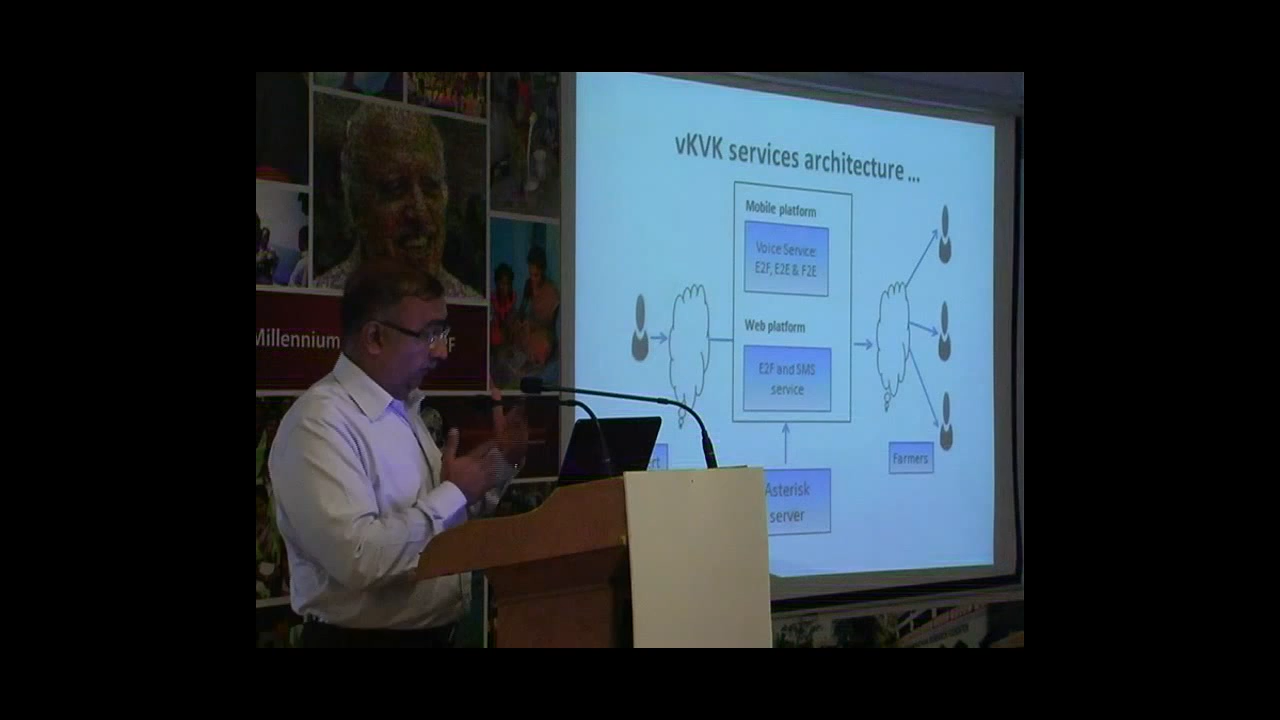 vKVK services architecture ...
Mobile platform
Voice Service:
E2F, E2E & F2E
Millennium
F
Web platform
E2F and SMS
service
rt
Farmers
Asterisk
server